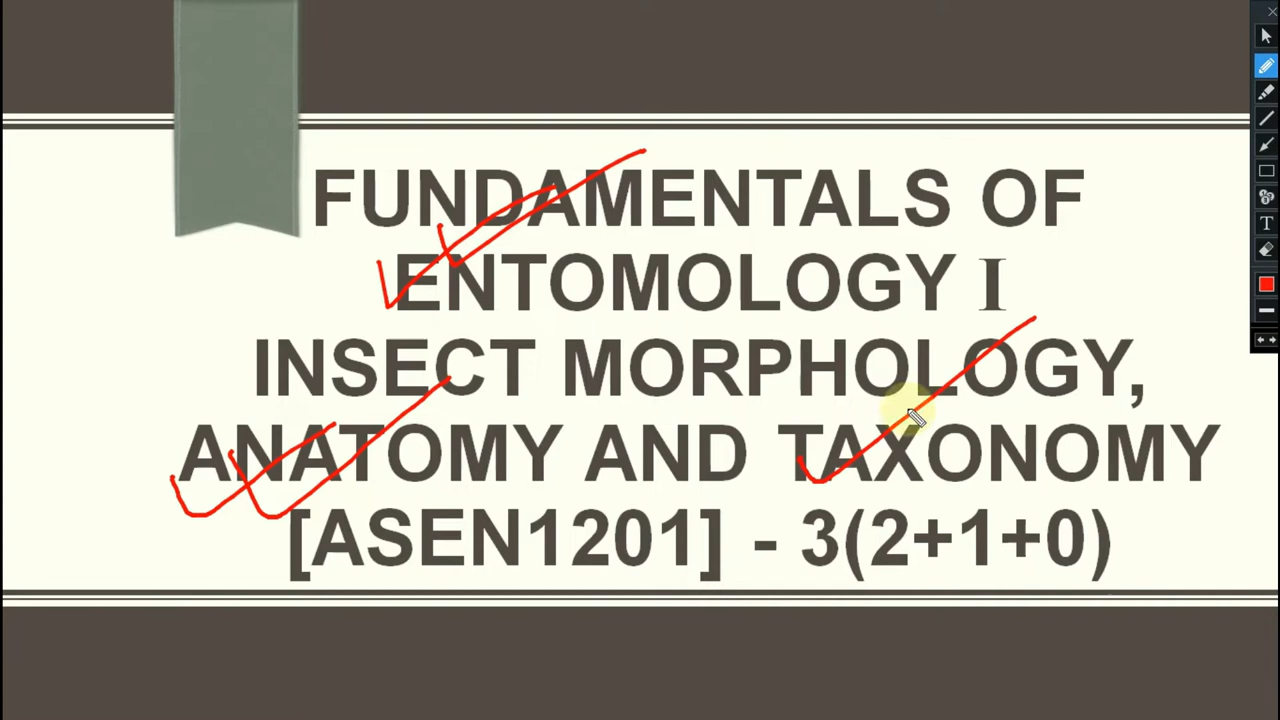 FUNDAMENTALS OF
ENTOMOLOGY I
INSECT MORPHOLOGY,
ANATOMY AND TAXONOMY
[ASEN1201] - 3(2+1+0)